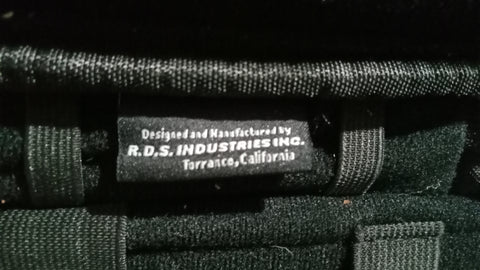 Designed and Manufactured by
R.D.S. INDUSTRIES INC.
Torrance, California